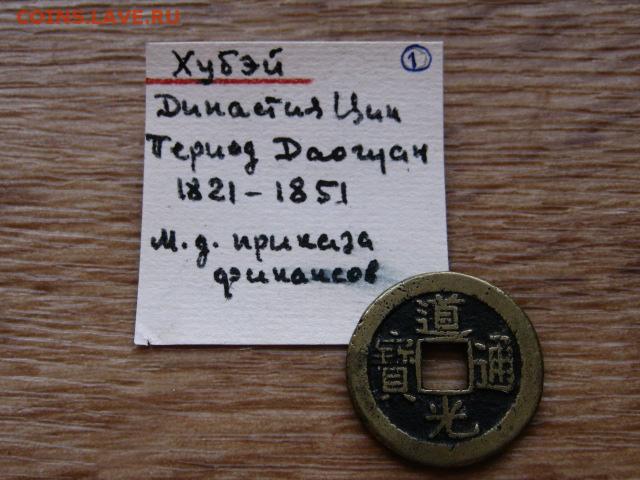 COINS.LAVE.RU
Хубэй
1
Династия Цин
Период Даогуан
1821-1851
М.д. приказа
финансов
道光通寶